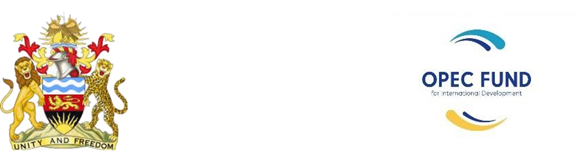 UNITY AND FREEDOM
OPEC FUND
for International Development